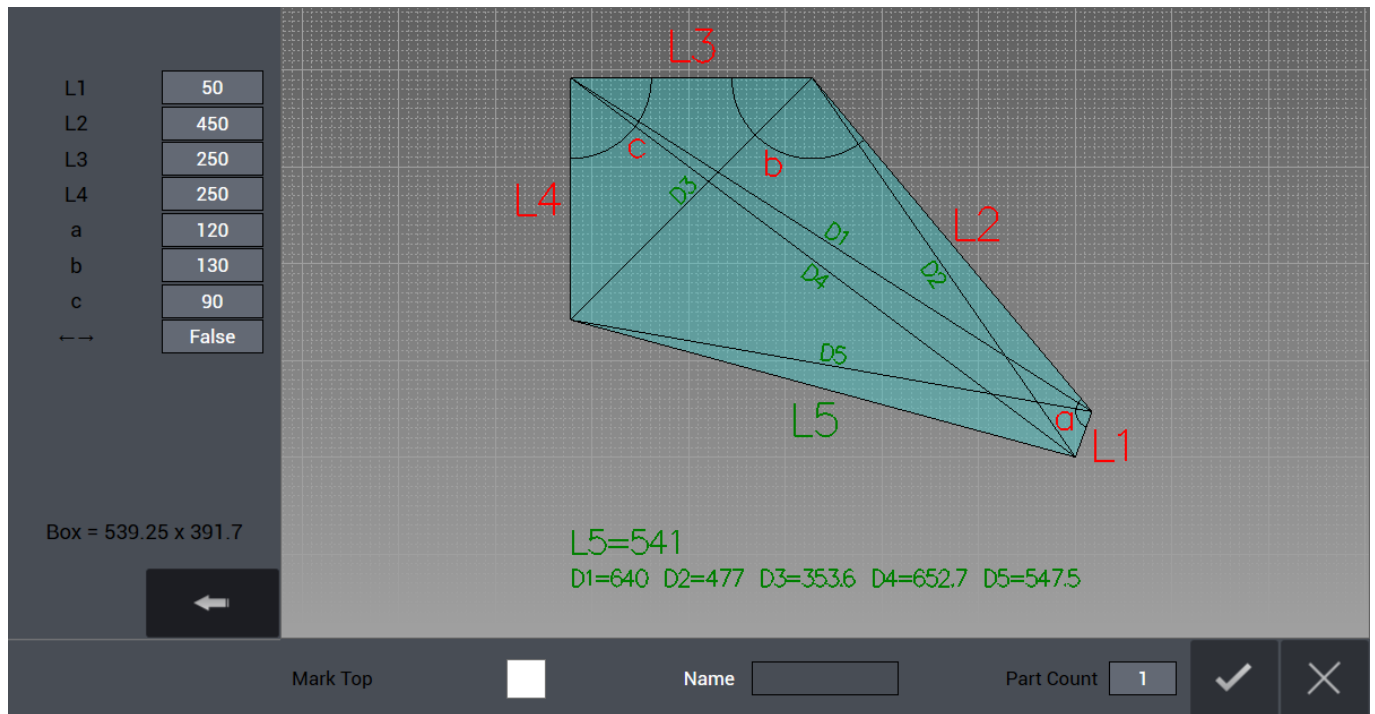 L1 50
L2 450
L3 250
L4 250
a 120
b 130
c 90
←→ False
Box = 539.25 x 391.7
L3
c
b
L4
D3
L2
D1
D4
D2
D5
L5
a
L1
L5=541
D1=640 D2=477 D3=353.6 D4=652.7 D5=547.5
Mark Top Name Part Count 1